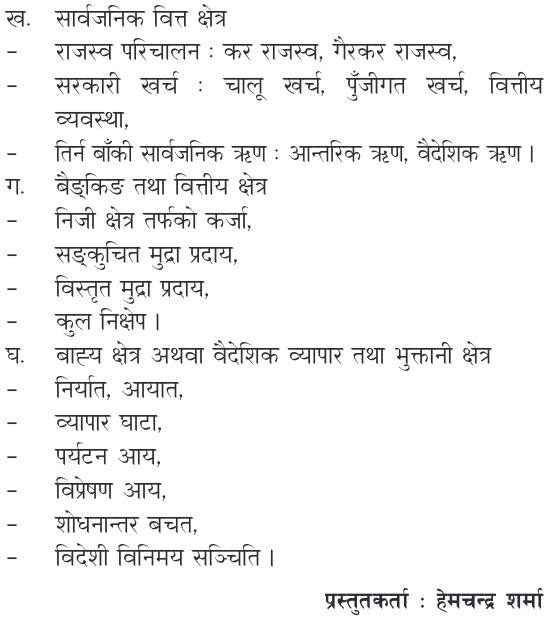 ख. सार्वजनिक वित्त क्षेत्र
– राजस्व परिचालन : कर राजस्व, गैरकर राजस्व,
– सरकारी खर्च : चालू खर्च, पुँजीगत खर्च, वित्तीय
व्यवस्था,
– तिर्न बाँकी सार्वजनिक ऋण : आन्तरिक ऋण, वैदेशिक ऋण ।
ग. बैङ्किङ तथा वित्तीय क्षेत्र
– निजी क्षेत्र तर्फको कर्जा,
– सङ्कुचित मुद्रा प्रदाय,
– विस्तृत मुद्रा प्रदाय,
– कुल निक्षेप ।
घ. बाह्य क्षेत्र अथवा वैदेशिक व्यापार तथा भुक्तानी क्षेत्र
– निर्यात, आयात,
– व्यापार घाटा,
– पर्यटन आय,
– विप्रेषण आय,
– शोधनान्तर बचत,
– विदेशी विनिमय सञ्चिति ।
प्रस्तुतकर्ता : हेमचन्द्र शर्मा